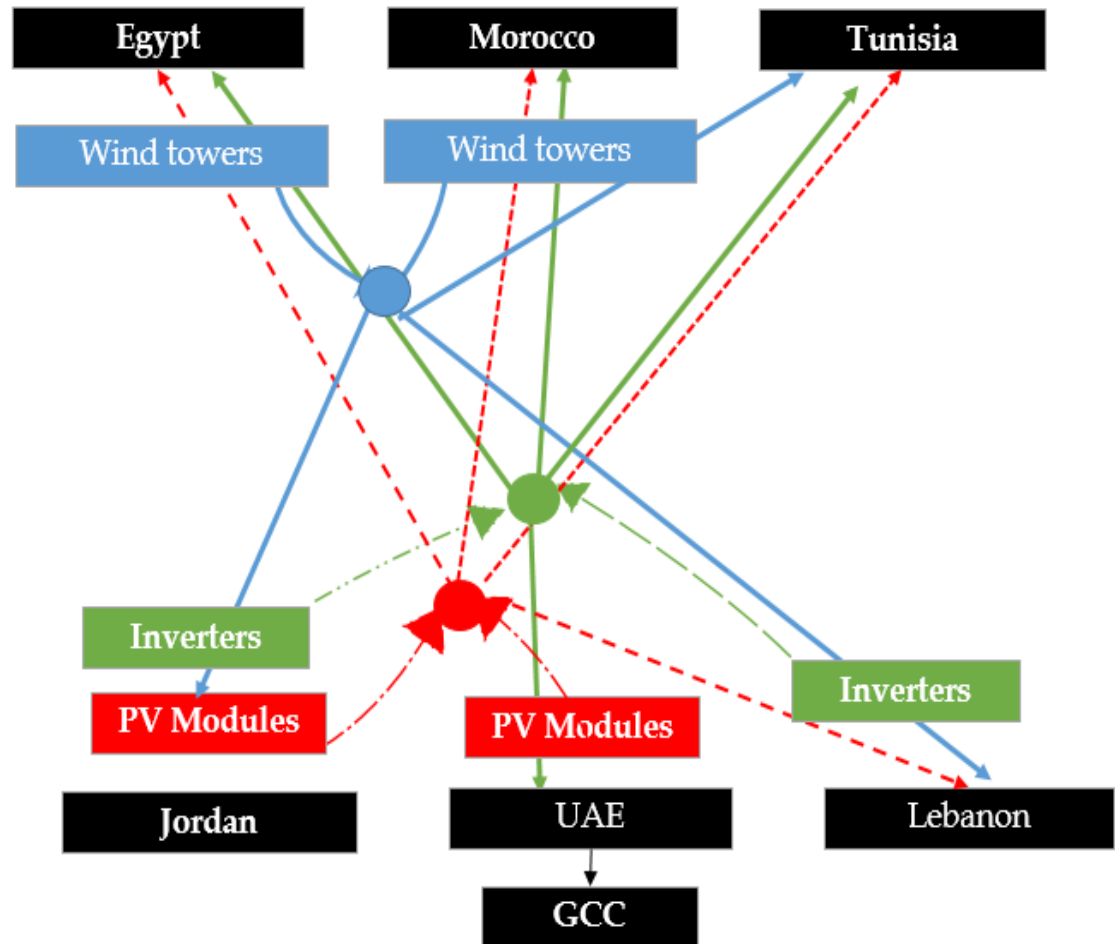 Egypt
Morocco
Tunisia
Wind towers
Wind towers
Inverters
PV Modules
PV Modules
Inverters
Jordan
UAE
Lebanon
GCC